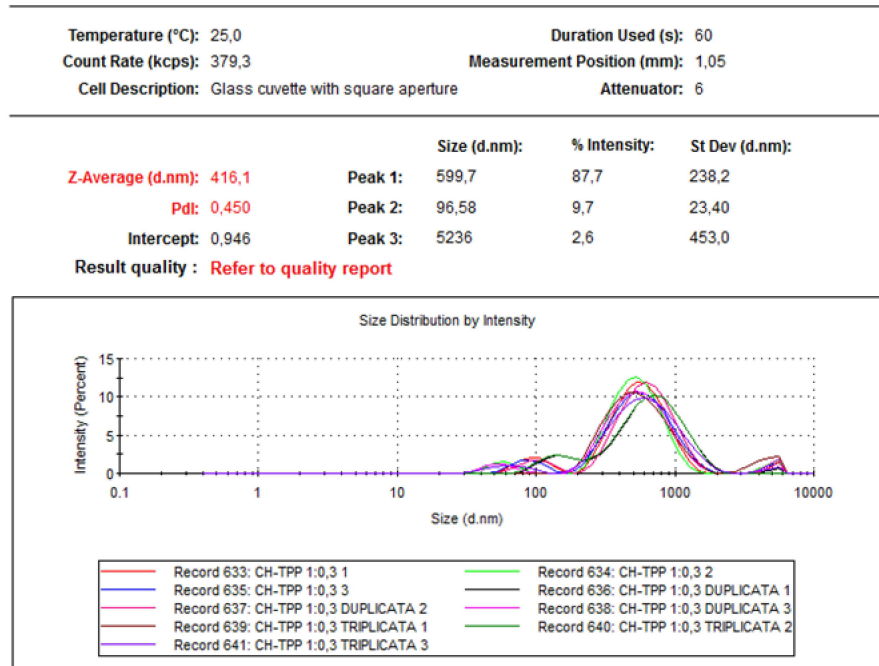 Temperature (°C): 25,0 Duration Used (s): 60
Count Rate (kcps): 379,3 Measurement Position (mm): 1,05
Cell Description: Glass cuvette with square aperture Attenuator: 6
Size (d.nm): % Intensity: St Dev (d.nm):
Z-Average (d.nm): 416,1 Peak 1: 599,7 87,7 238,2
PdI: 0,450 Peak 2: 96,58 9,7 23,40
Intercept: 0,946 Peak 3: 5236 2,6 453,0
Result quality : Refer to quality report
Size Distribution by Intensity
Intensity (Percent)
15
10
5
0
0.1 1 10 100 1000 10000
Size (d.nm)
Record 633: CH-TPP 1:0,3 1 Record 634: CH-TPP 1:0,3 2
Record 635: CH-TPP 1:0,3 3 Record 636: CH-TPP 1:0,3 DUPLICATA 1
Record 637: CH-TPP 1:0,3 DUPLICATA 2 Record 638: CH-TPP 1:0,3 DUPLICATA 3
Record 639: CH-TPP 1:0,3 TRIPLICATA 1 Record 640: CH-TPP 1:0,3 TRIPLICATA 2
Record 641: CH-TPP 1:0,3 TRIPLICATA 3